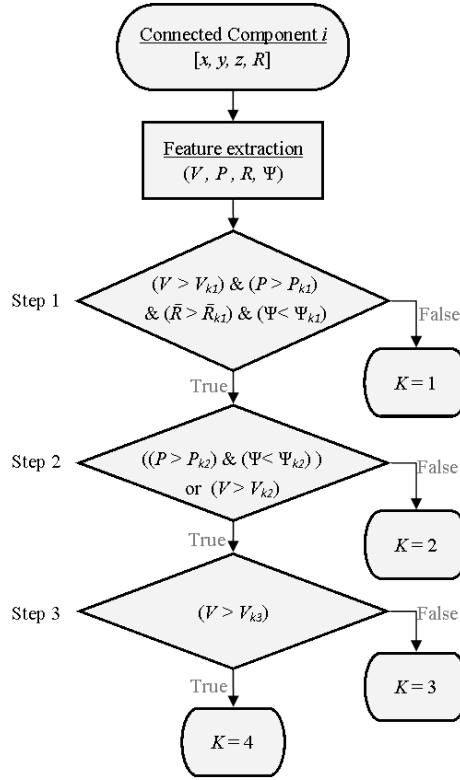 Connected Component i
[x, y, z, R]
Feature extraction
(V, P, R, Ψ)
Step 1
(V > Vk1) & (P > Pk1)
& (R̄ > R̄k1) & (Ψ< Ψk1)
False
True
K = 1
Step 2
((P > Pk2) & (Ψ< Ψk2) )
or (V > Vk2)
False
True
K = 2
Step 3
(V > Vk3)
False
True
K = 3
K = 4